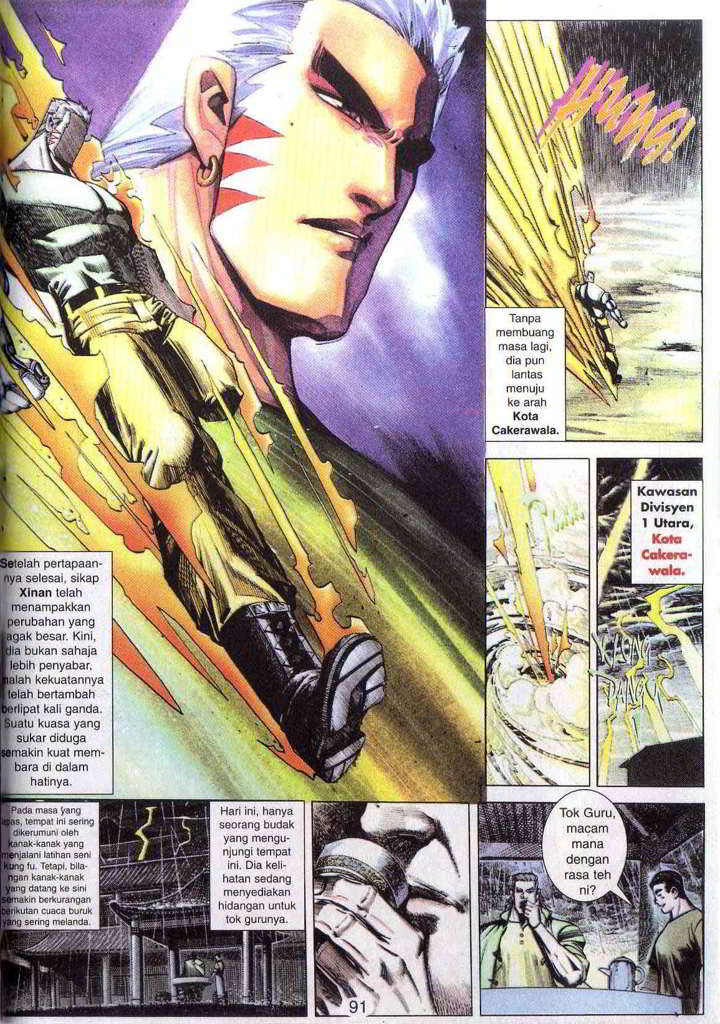 HUNG!
Tanpa
membuang
masa lagi,
dia pun
lantas
menuju
ke arah
Kota
Cakerawala.
Setelah pertapaan-
nya selesai, sikap
Xinan telah
menampakkan
perubahan yang
agak besar. Kini,
dia bukan sahaja
lebih penyabar,
malah kekuatannya
telah bertambah
berlipat kali ganda.
Suatu kuasa yang
sukar diduga
semakin kuat mem-
bara di dalam
hatinya.
Kawasan
Divisyen
1 Utara,
Kota
Cakera-
wala.
Pada masa yang
lepas, tempat ini sering
dikerumuni oleh
kanak-kanak yang
menjalani latihan seni
kung fu. Tetapi, bila-
ngan kanak-kanak
yang datang ke sini
semakin berkurangan
berikutan cuaca buruk
yang sering melanda.
Hari ini, hanya
seorang budak
yang mengu-
njungi tempat
ini. Dia keli-
hatan sedang
menyediakan
hidangan untuk
tok gurunya.
Tok Guru,
macam
mana
dengan
rasa teh
ni?
91